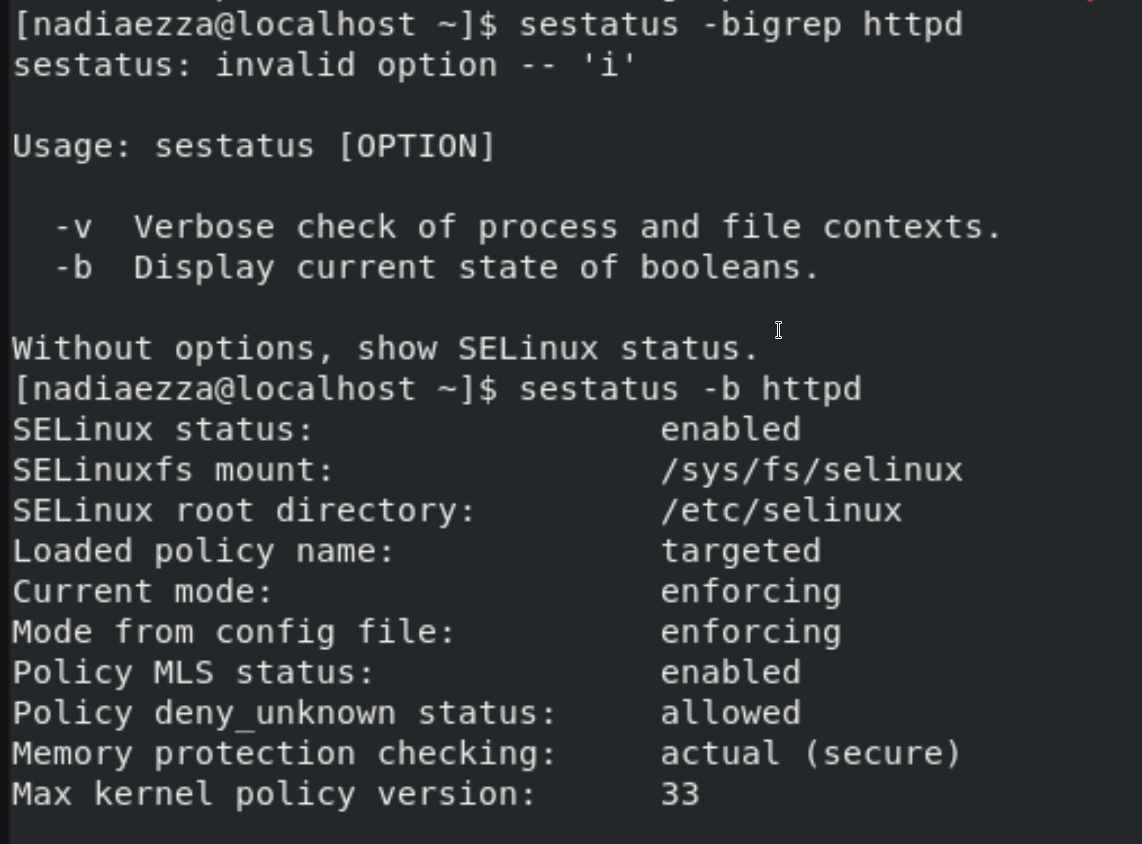 [nadiaezza@localhost ~]$ sestatus -bigrep httpd
sestatus: invalid option -- 'i'
Usage: sestatus [OPTION]
-v  Verbose check of process and file contexts.
-b  Display current state of booleans.
Without options, show SELinux status.
[nadiaezza@localhost ~]$ sestatus -b httpd
SELinux status: enabled
SELinuxfs mount: /sys/fs/selinux
SELinux root directory: /etc/selinux
Loaded policy name: targeted
Current mode: enforcing
Mode from config file: enforcing
Policy MLS status: enabled
Policy deny_unknown status: allowed
Memory protection checking: actual (secure)
Max kernel policy version: 33